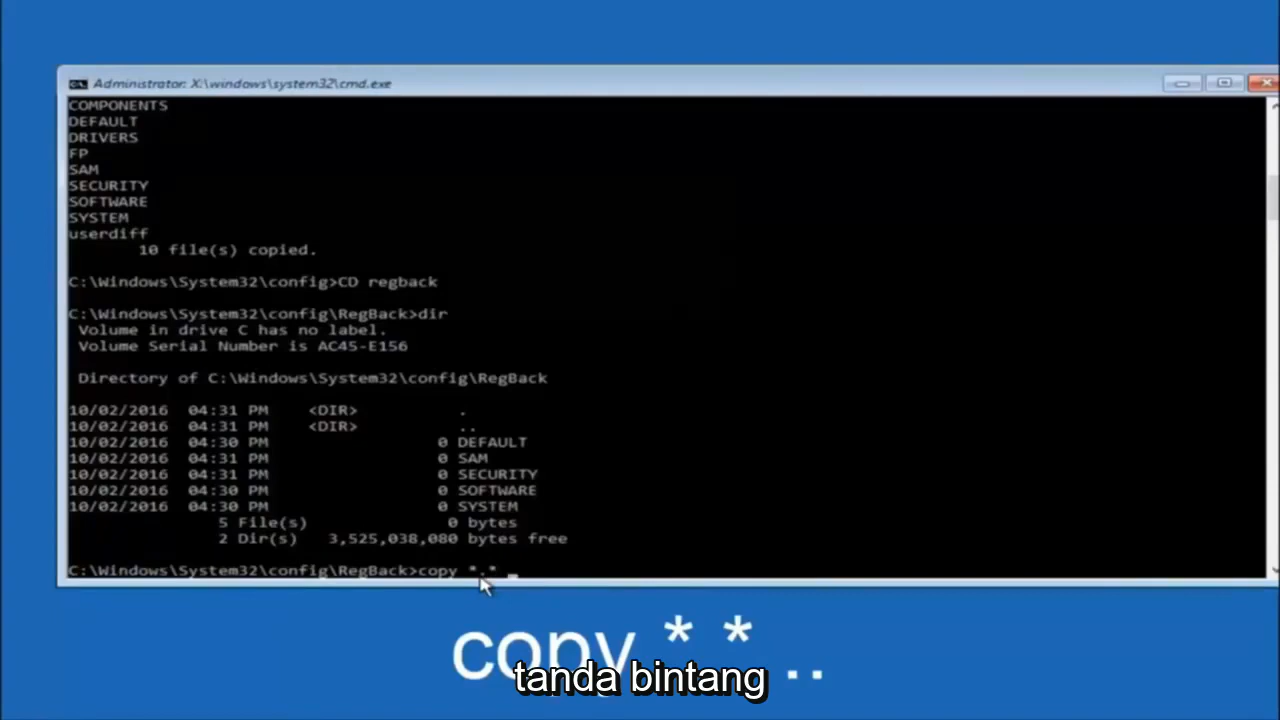 Administrator: X:\windows\system32\cmd.exe
COMPONENTS
DEFAULT
DRIVERS
FP
SAM
SECURITY
SOFTWARE
SYSTEM
userdiff
10 file(s) copied.
C:\Windows\System32\config>CD regback
C:\Windows\System32\config\RegBack>dir
Volume in drive C has no label.
Volume Serial Number is AC45-E156
Directory of C:\Windows\System32\config\RegBack
10/02/2016 04:31 PM <DIR> .
10/02/2016 04:31 PM <DIR> ..
10/02/2016 04:30 PM 0 DEFAULT
10/02/2016 04:31 PM 0 SAM
10/02/2016 04:31 PM 0 SECURITY
10/02/2016 04:30 PM 0 SOFTWARE
10/02/2016 04:30 PM 0 SYSTEM
5 File(s) 0 bytes
2 Dir(s) 3,525,038,080 bytes free
C:\Windows\System32\config\RegBack>copy *.* _
copy * * ..
tanda bintang